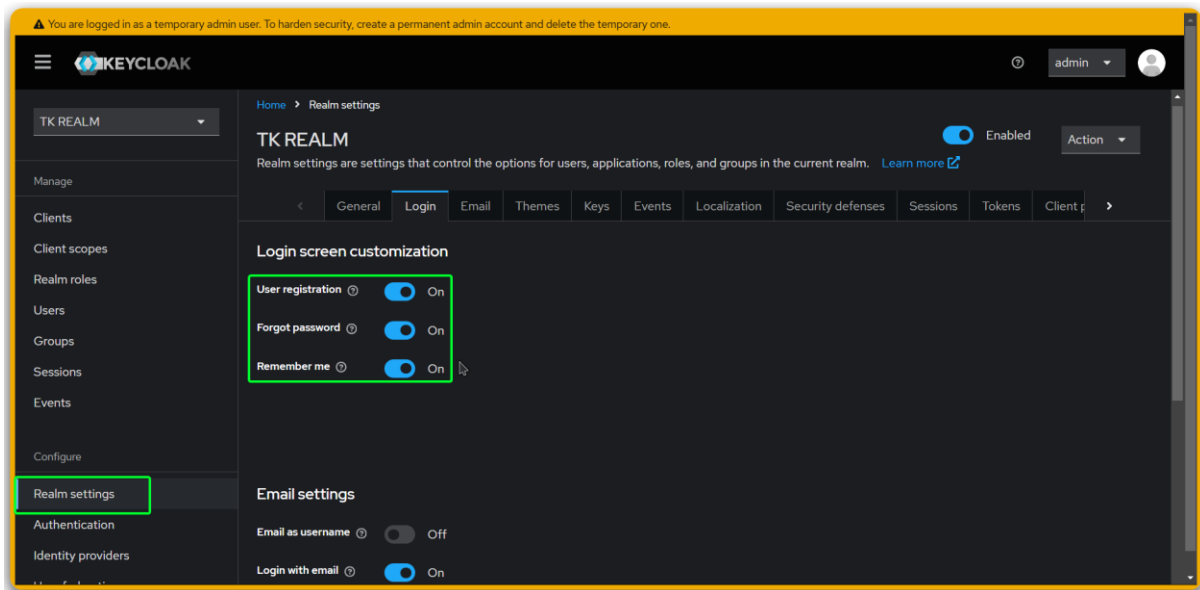 You are logged in as a temporary admin user. To harden security, create a permanent admin account and delete the temporary one.
KEYCLOAK
admin
TK REALM
Manage
Clients
Client scopes
Realm roles
Users
Groups
Sessions
Events
Configure
Realm settings
Authentication
Identity providers
Home > Realm settings
TK REALM
Enabled
Action
Realm settings are settings that control the options for users, applications, roles, and groups in the current realm. Learn more
General Login Email Themes Keys Events Localization Security defenses Sessions Tokens Client
Login screen customization
User registration On
Forgot password On
Remember me On
Email settings
Email as username Off
Login with email On